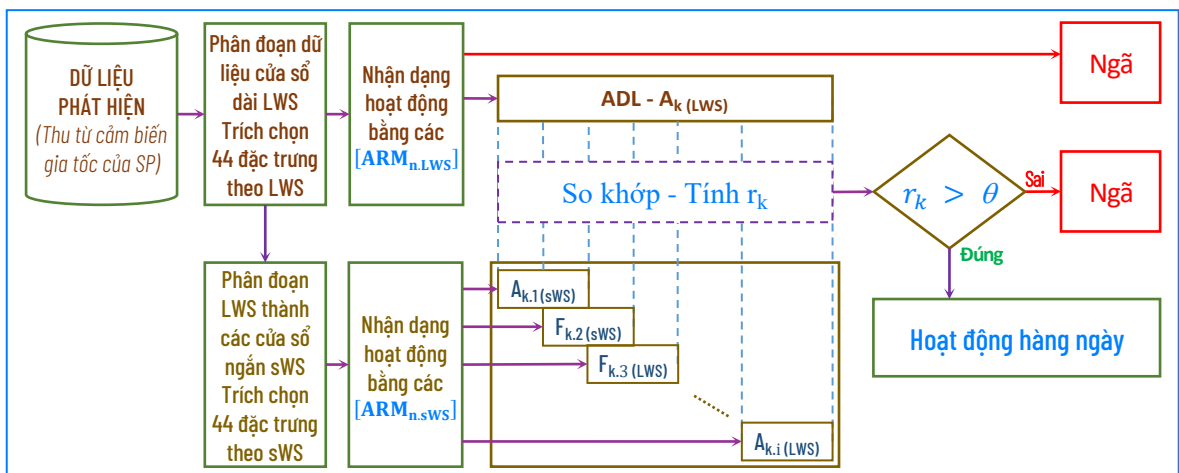 DỮ LIỆU
PHÁT HIỆN
(Thu từ cảm biến
gia tốc của SP)
Phân đoạn dữ
liệu cửa sổ
dài LWS
Trích chọn
44 đặc trưng
theo LWS
Nhận dạng
hoạt động
bằng các
[ARMn.LWS]
ADL - Ak (LWS)
Ngã
So khớp - Tính rk
rk > θ
Sai
Ngã
Đúng
Hoạt động hàng ngày
Phân đoạn
LWS thành
các cửa sổ
ngắn sWS
Trích chọn
44 đặc trưng
theo sWS
Nhận dạng
hoạt động
bằng các
[ARMn.sWS]
Ak.1 (sWS)
Fk.2 (sWS)
Fk.3 (LWS)
........
Ak.i (LWS)